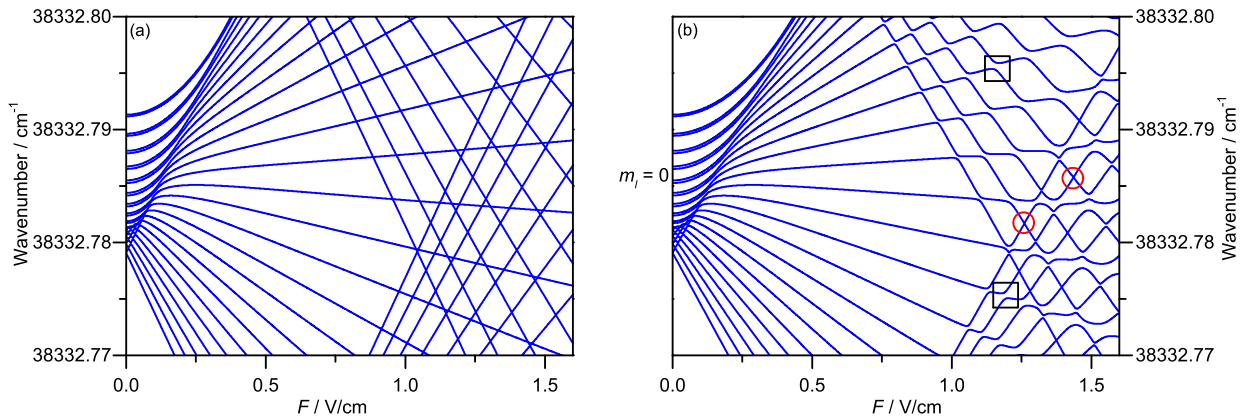 (a)
38332.80
38332.79
38332.78
38332.77
Wavenumber / cm⁻¹
0.0 0.5 1.0 1.5
F / V/cm
(b)
mₗ = 0
38332.80
38332.79
38332.78
38332.77
Wavenumber / cm⁻¹
0.0 0.5 1.0 1.5
F / V/cm